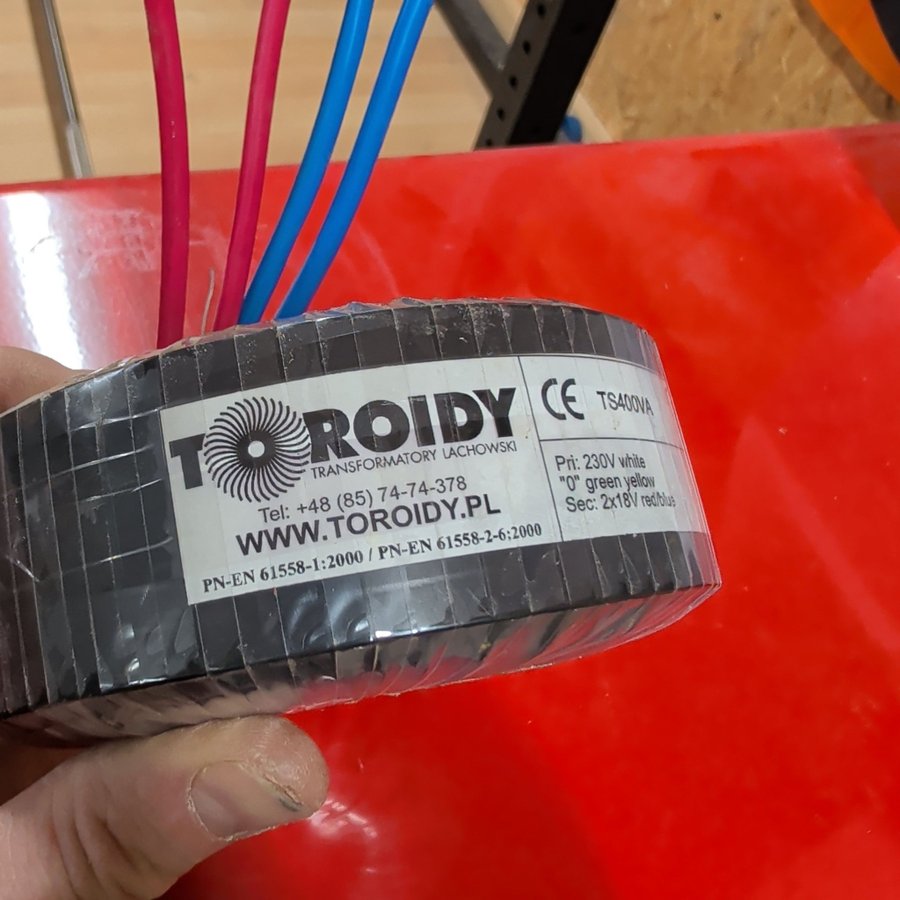 TOROIDY
TRANSFORMATORY LACHOWSKI
Tel: +48 (85) 74-74-378
WWW.TOROIDY.PL
PN-EN 61558-1:2000 / PN-EN 61558-2-6:2000
CE TS400VA
Pri: 230V white
"0" green yellow
Sec: 2x18V red/blue